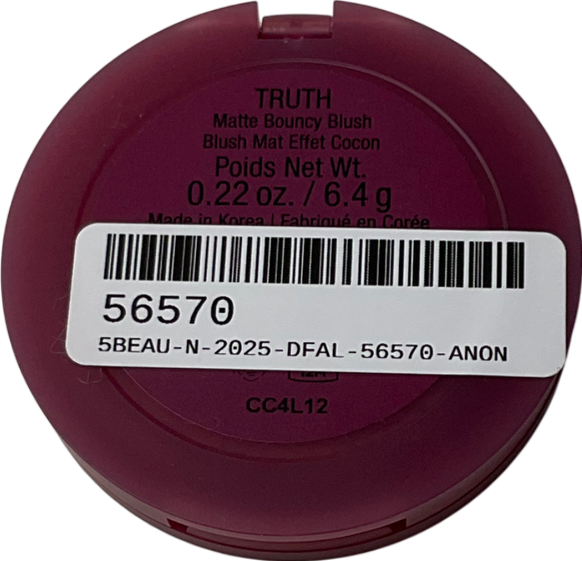 TRUTH
Matte Bouncy Blush
Blush Mat Effet Cocon
Poids Net Wt.
0.22 oz. / 6.4 g
Made in Korea | Fabriqué en Corée
56570
5BEAU-N-2025-DFAL-56570-ANON
CC4L12